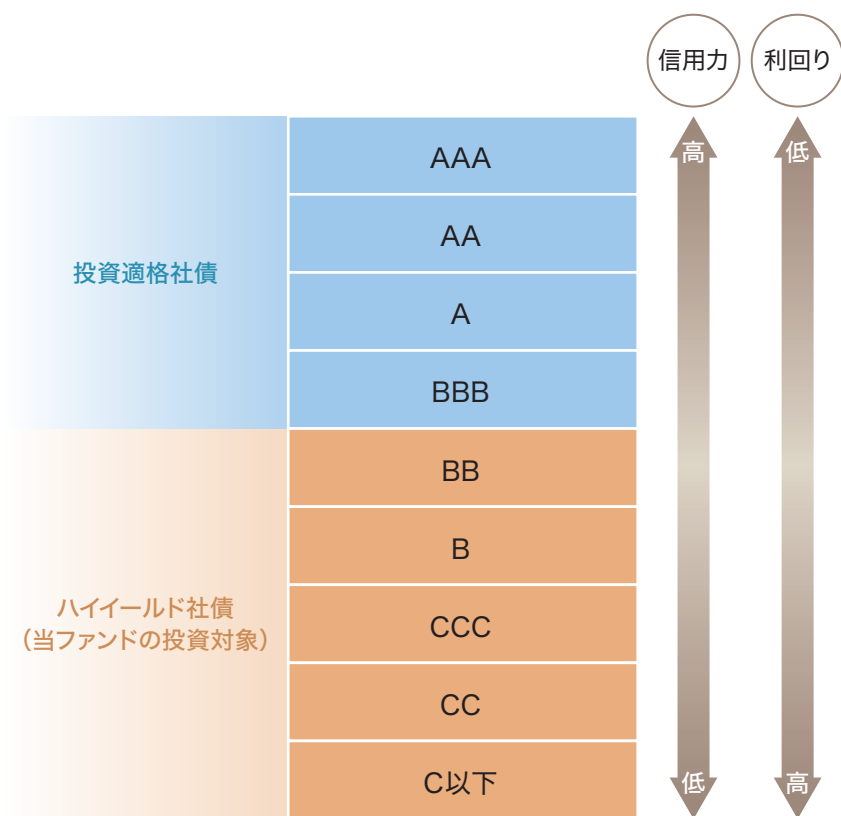 信用力
利回り
高
低
AAA
AA
投資適格社債
A
BBB
BB
B
ハイイールド社債
（当ファンドの投資対象）
CCC
CC
C以下
低
高